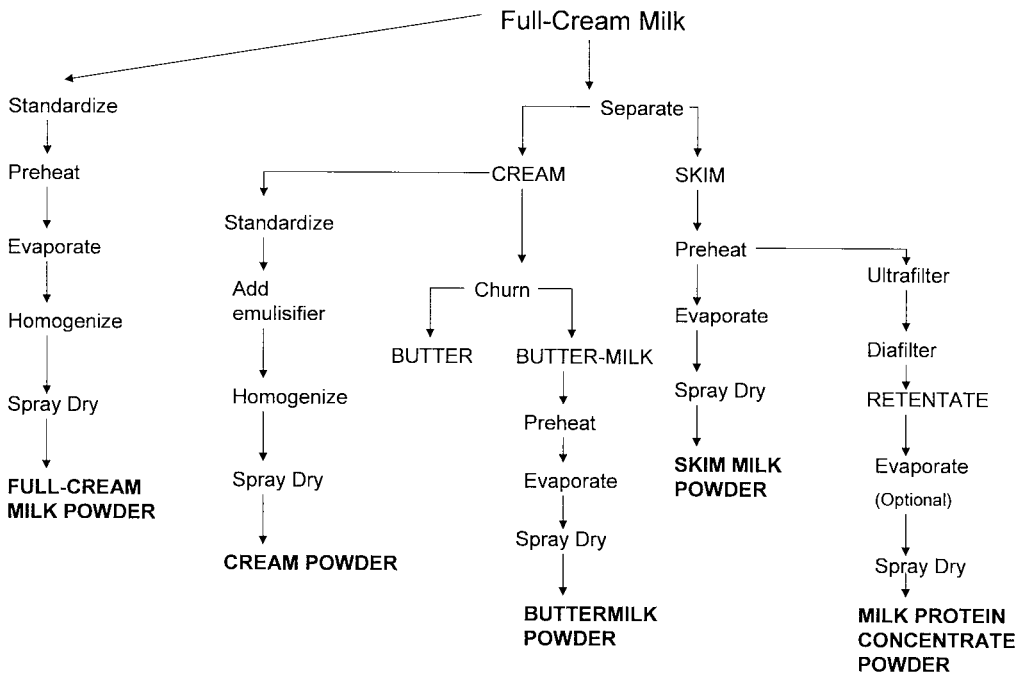 Full-Cream Milk
Standardize
Preheat
Evaporate
Homogenize
Spray Dry
FULL-CREAM
MILK POWDER
Separate
CREAM
SKIM
Standardize
Add
emulisifier
Homogenize
Spray Dry
CREAM POWDER
Churn
BUTTER
BUTTER-MILK
Preheat
Evaporate
Spray Dry
BUTTERMILK
POWDER
Preheat
Evaporate
Spray Dry
SKIM MILK
POWDER
Ultrafilter
Diafilter
RETENTATE
Evaporate
(Optional)
Spray Dry
MILK PROTEIN
CONCENTRATE
POWDER